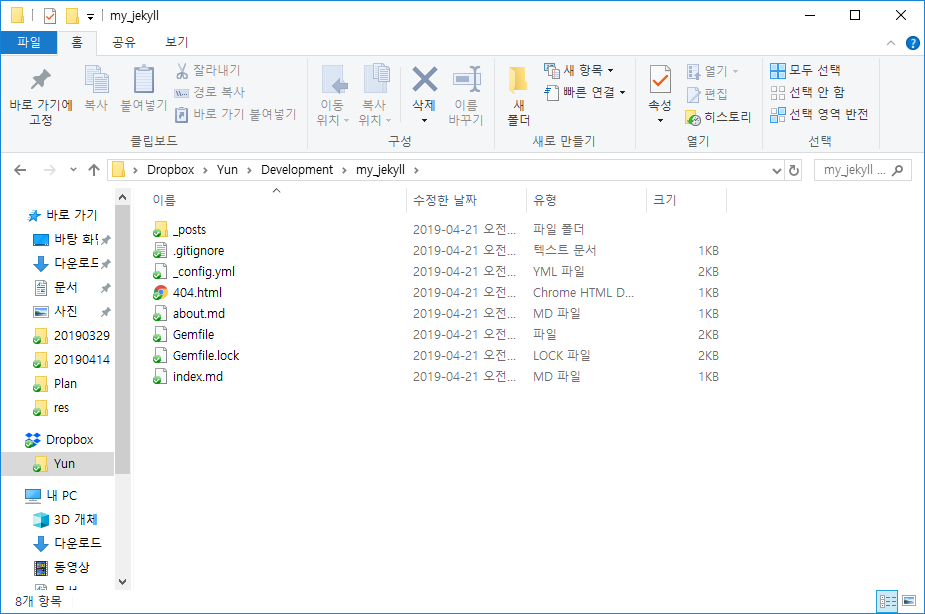 my_jekyll
파일 홈 공유 보기
바로 가기에 고정
복사
붙여넣기
잘라내기
경로 복사
바로 가기 붙여넣기
클립보드
이동 위치
복사 위치
삭제
이름 바꾸기
구성
새 폴더
새 항목
빠른 연결
새로 만들기
속성
열기
편집
히스토리
열기
모두 선택
선택 안 함
선택 영역 반전
선택
Dropbox > Yun > Development > my_jekyll >
my_jekyll ...
바로 가기
바탕 화면
다운로드
문서
사진
20190329
20190414
Plan
res
Dropbox
Yun
내 PC
3D 개체
다운로드
동영상
이름 수정한 날짜 유형 크기
_posts 2019-04-21 오전... 파일 폴더
.gitignore 2019-04-21 오전... 텍스트 문서 1KB
_config.yml 2019-04-21 오전... YML 파일 2KB
404.html 2019-04-21 오전... Chrome HTML D... 1KB
about.md 2019-04-21 오전... MD 파일 1KB
Gemfile 2019-04-21 오전... 파일 2KB
Gemfile.lock 2019-04-21 오전... LOCK 파일 2KB
index.md 2019-04-21 오전... MD 파일 1KB
8개 항목